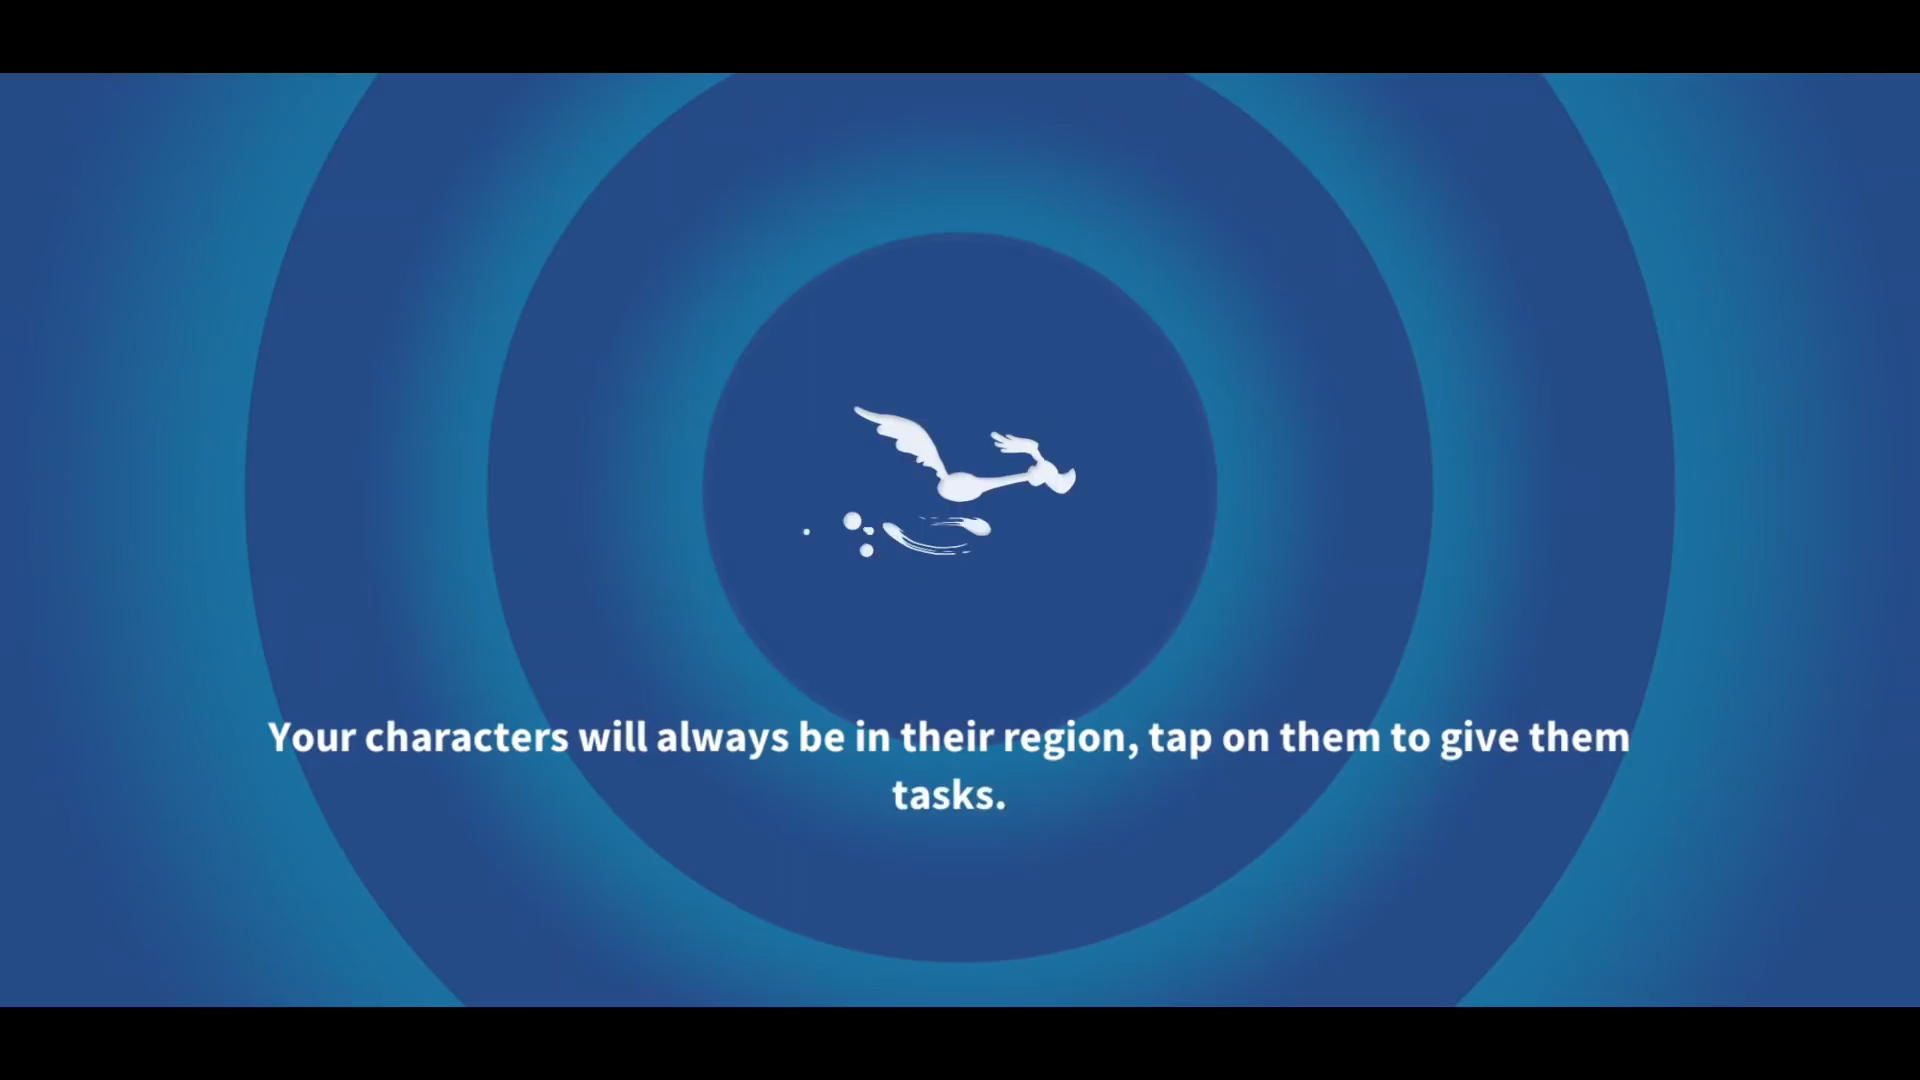 Your characters will always be in their region, tap on them to give them
tasks.